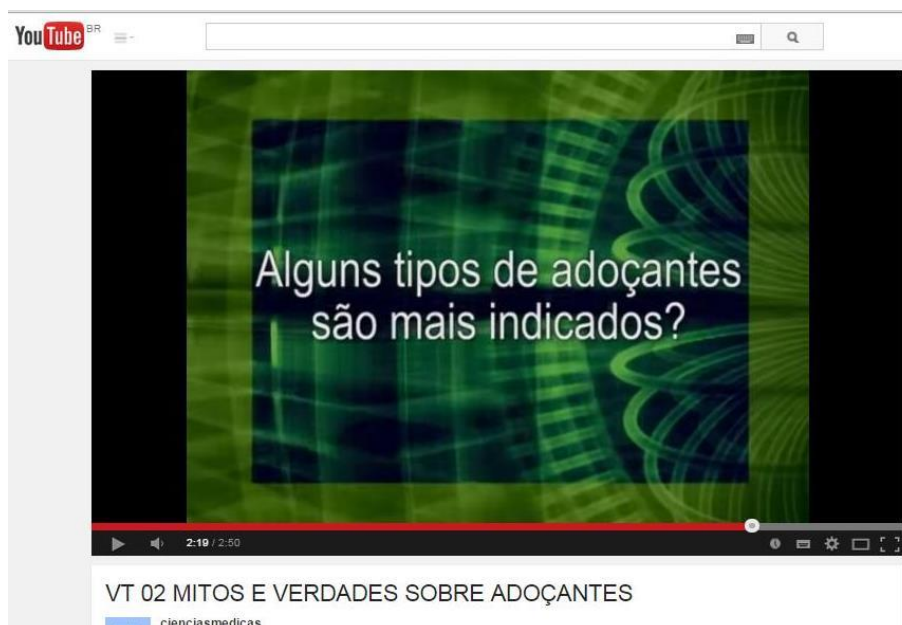 YouTube BR
Alguns tipos de adoçantes
são mais indicados?
2:19 / 2:50
VT 02 MITOS E VERDADES SOBRE ADOÇANTES
cienciasmedicas